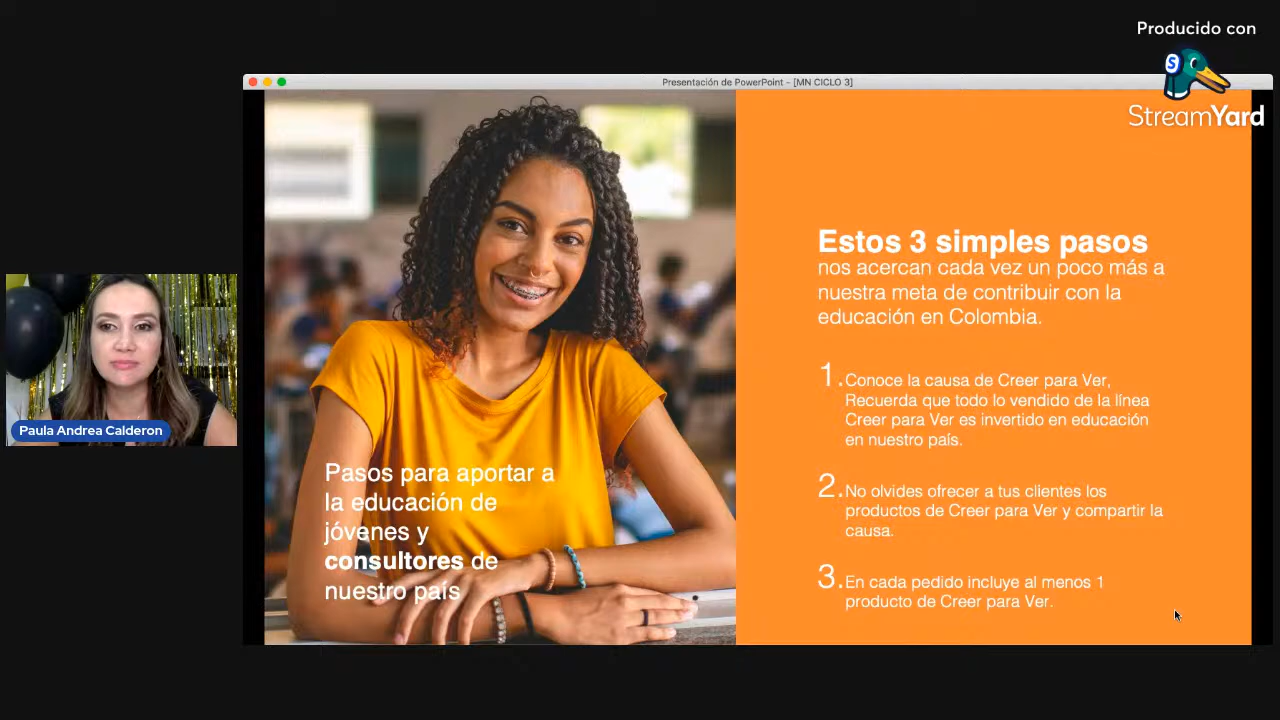 Producido con
S
StreamYard
Presentación de PowerPoint - [MN CICLO 3]
Paula Andrea Calderon
Pasos para aportar a
la educación de
jóvenes y
consultores de
nuestro país
Estos 3 simples pasos
nos acercan cada vez un poco más a
nuestra meta de contribuir con la
educación en Colombia.
1. Conoce la causa de Creer para Ver,
Recuerda que todo lo vendido de la línea
Creer para Ver es invertido en educación
en nuestro país.
2. No olvides ofrecer a tus clientes los
productos de Creer para Ver y compartir la
causa.
3. En cada pedido incluye al menos 1
producto de Creer para Ver.